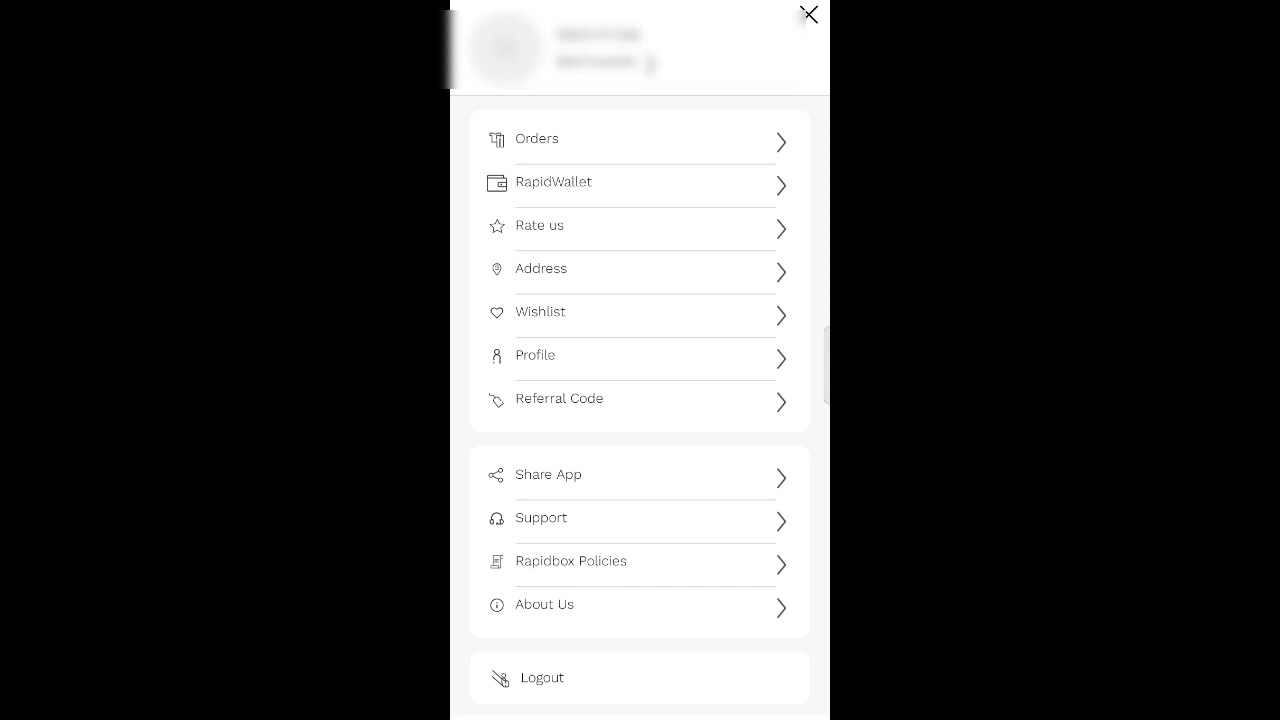 Orders
RapidWallet
Rate us
Address
Wishlist
Profile
Referral Code
Share App
Support
Rapidbox Policies
About Us
Logout